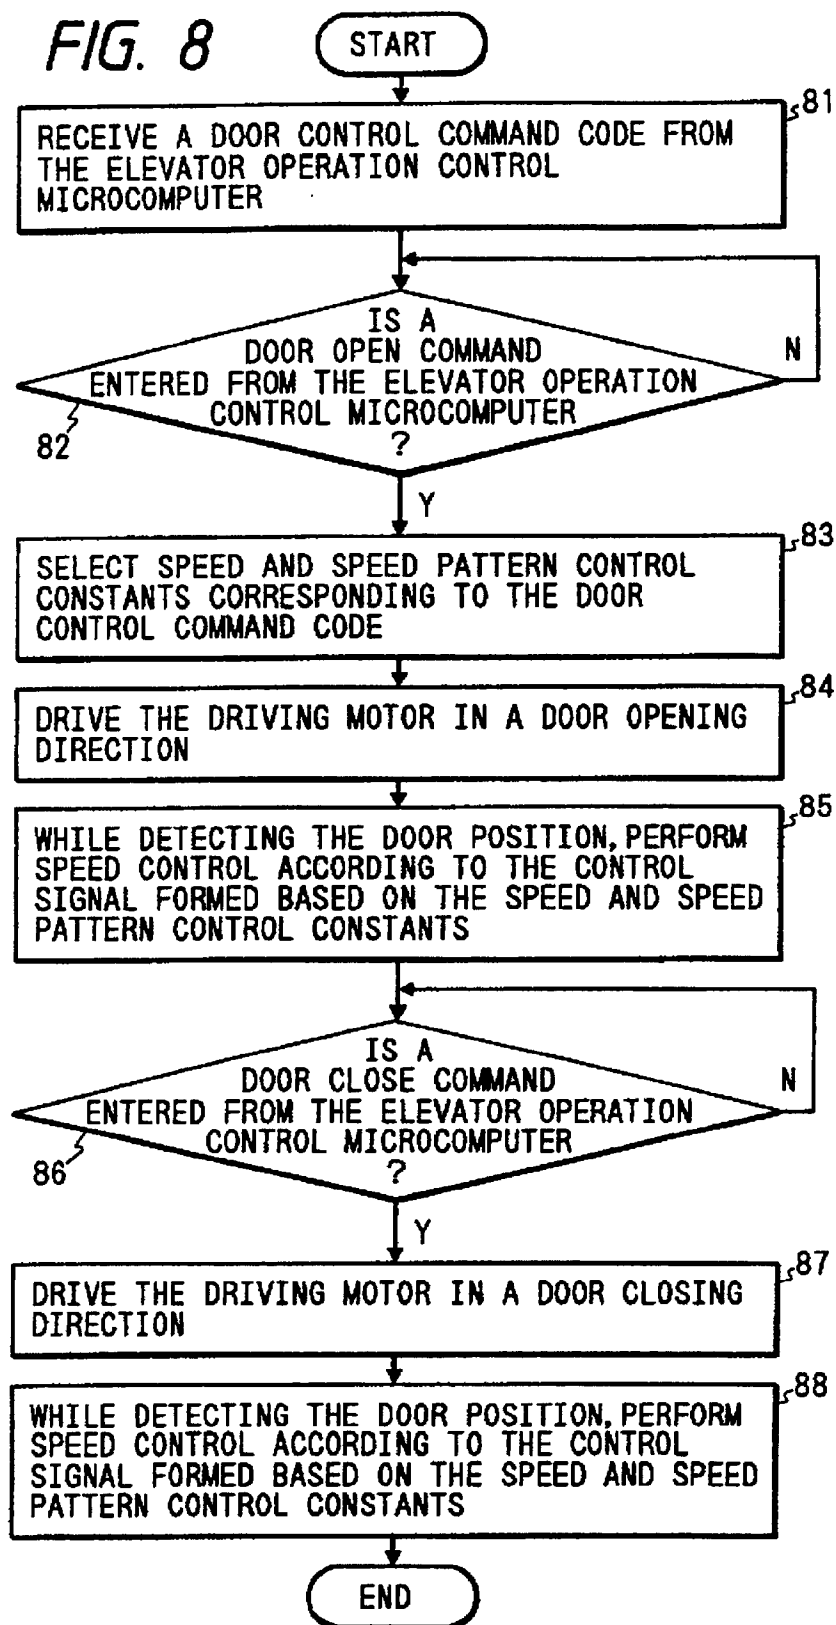 FIG. 8
START
81
RECEIVE A DOOR CONTROL COMMAND CODE FROM
THE ELEVATOR OPERATION CONTROL
MICROCOMPUTER
IS A
DOOR OPEN COMMAND
ENTERED FROM THE ELEVATOR OPERATION
CONTROL MICROCOMPUTER
?
N
82
Y
83
SELECT SPEED AND SPEED PATTERN CONTROL
CONSTANTS CORRESPONDING TO THE DOOR
CONTROL COMMAND CODE
84
DRIVE THE DRIVING MOTOR IN A DOOR OPENING
DIRECTION
85
WHILE DETECTING THE DOOR POSITION, PERFORM
SPEED CONTROL ACCORDING TO THE CONTROL
SIGNAL FORMED BASED ON THE SPEED AND SPEED
PATTERN CONTROL CONSTANTS
IS A
DOOR CLOSE COMMAND
ENTERED FROM THE ELEVATOR OPERATION
CONTROL MICROCOMPUTER
?
N
86
Y
87
DRIVE THE DRIVING MOTOR IN A DOOR CLOSING
DIRECTION
88
WHILE DETECTING THE DOOR POSITION, PERFORM
SPEED CONTROL ACCORDING TO THE CONTROL
SIGNAL FORMED BASED ON THE SPEED AND SPEED
PATTERN CONTROL CONSTANTS
END